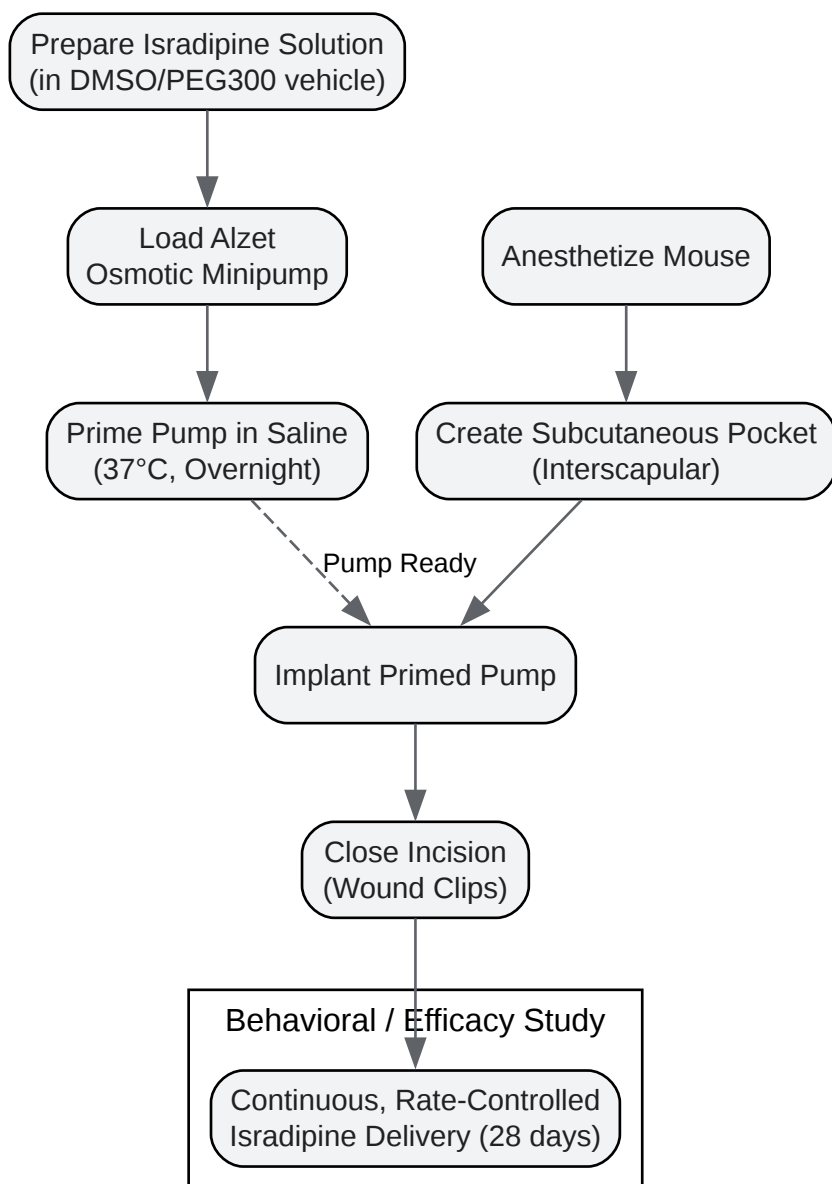 Prepare Isradipine Solution
(in DMSO/PEG300 vehicle)
Load Alzet
Osmotic Minipump
Anesthetize Mouse
Prime Pump in Saline
(37°C, Overnight)
Create Subcutaneous Pocket
(Interscapular)
Pump Ready
Implant Primed Pump
Close Incision
(Wound Clips)
Behavioral / Efficacy Study
Continuous, Rate-Controlled
Isradipine Delivery (28 days)